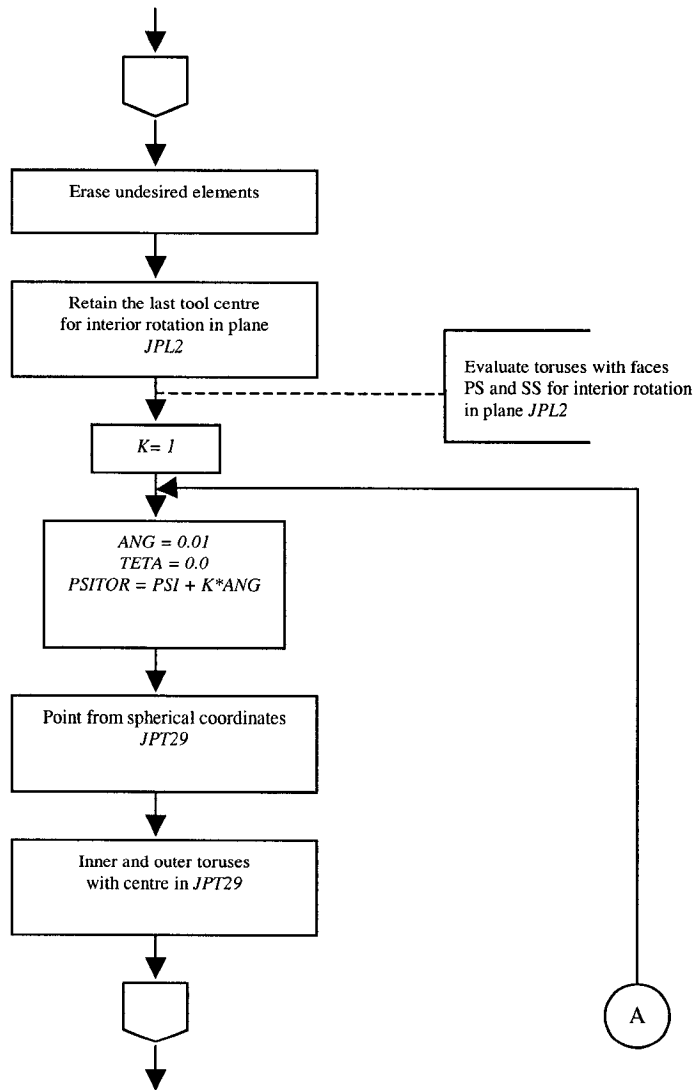 Erase undesired elements
Retain the last tool centre
for interior rotation in plane
JPL2
Evaluate toruses with faces
PS and SS for interior rotation
in plane JPL2
K= 1
ANG = 0.01
TETA = 0.0
PSITOR = PSI + K*ANG
Point from spherical coordinates
JPT29
Inner and outer toruses
with centre in JPT29
A